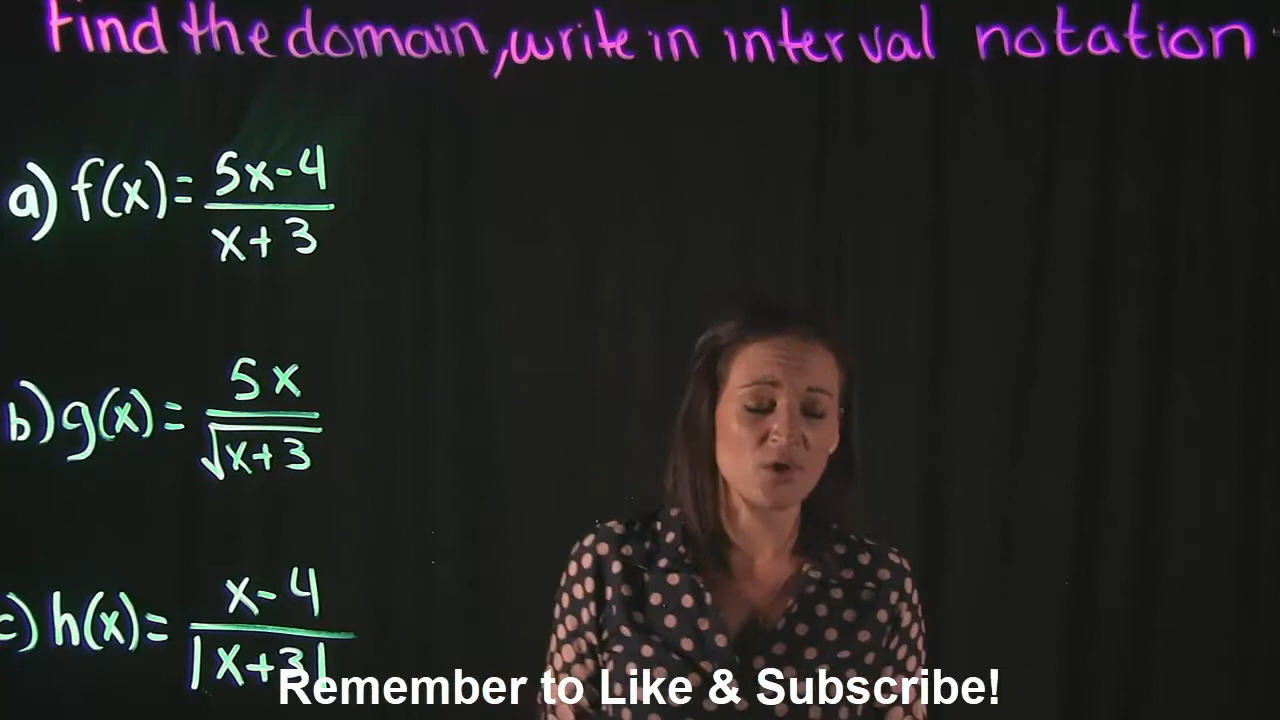 Find the domain, write in interval notation
a) f(x) = 5x-4
x+3
b) g(x) = 5x
√x+3
c) h(x) = x-4
|x+3|
Remember to Like & Subscribe!